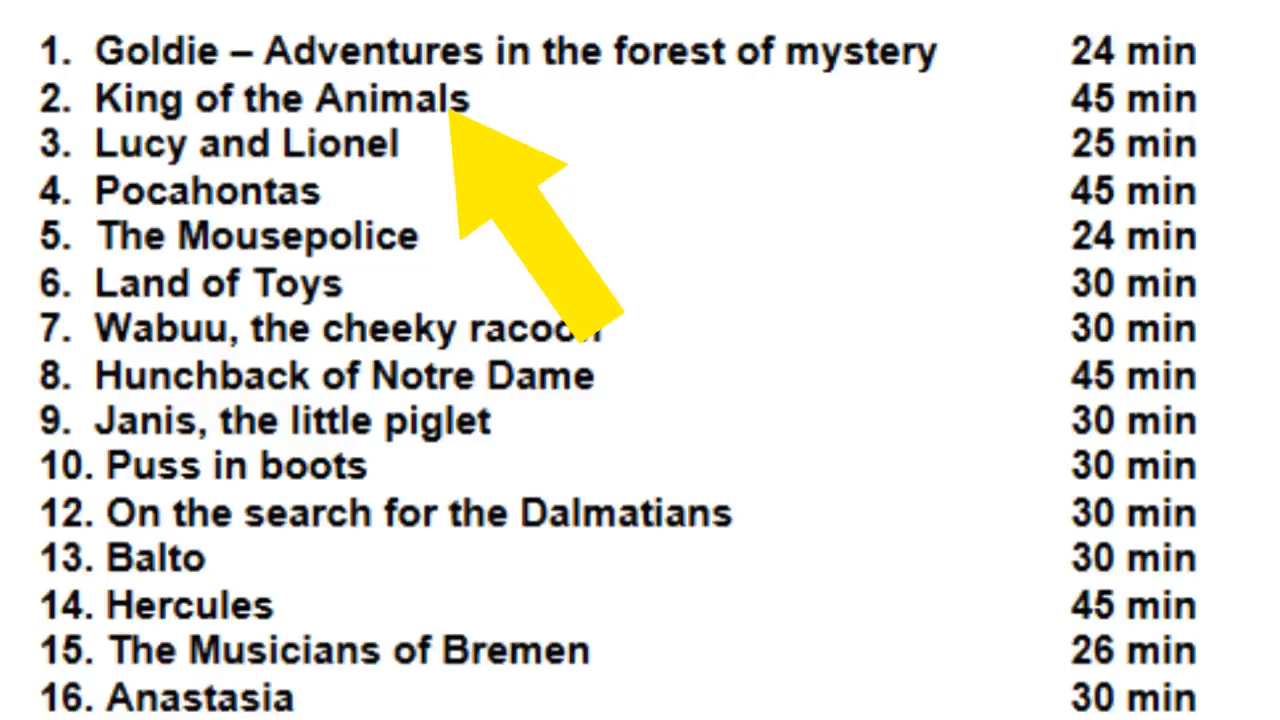 1. Goldie – Adventures in the forest of mystery 24 min
2. King of the Animals 45 min
3. Lucy and Lionel 25 min
4. Pocahontas 45 min
5. The Mousepolice 24 min
6. Land of Toys 30 min
7. Wabuu, the cheeky 30 min
8. Hunchback of Notre Dame 45 min
9. Janis, the little piglet 30 min
10. Puss in boots 30 min
12. On the search for the Dalmatians 30 min
13. Balto 30 min
14. Hercules 45 min
15. The Musicians of Bremen 26 min
16. Anastasia 30 min